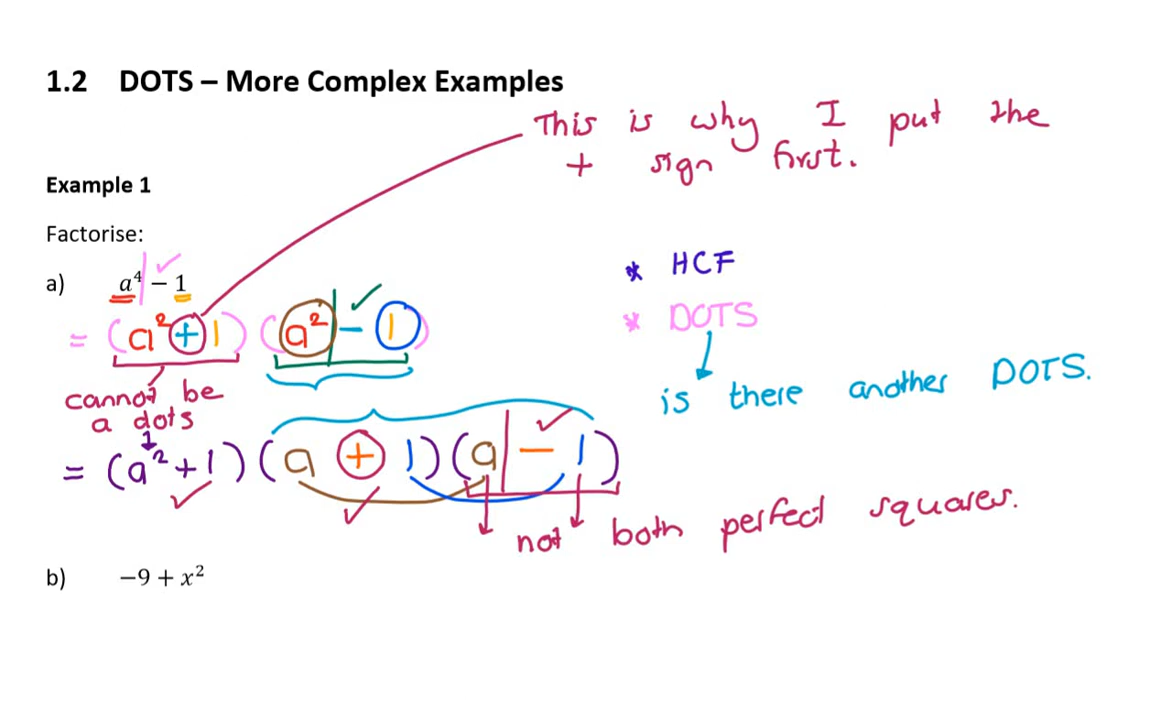 1.2 DOTS – More Complex Examples
This is why I put the
+ sign first.
Example 1
Factorise:
* HCF
a) a⁴ – 1
* DOTS
= (a²+1) (a² – 1)
is there another DOTS.
cannot be
a dots
= (a²+1) (a + 1) (a – 1)
not both perfect squares.
b) −9 + x²